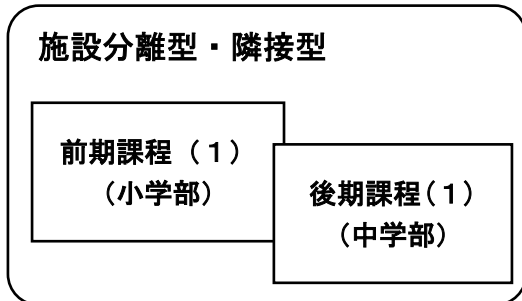 施設分離型・隣接型
前期課程（１）
（小学部）
後期課程（１）
（中学部）